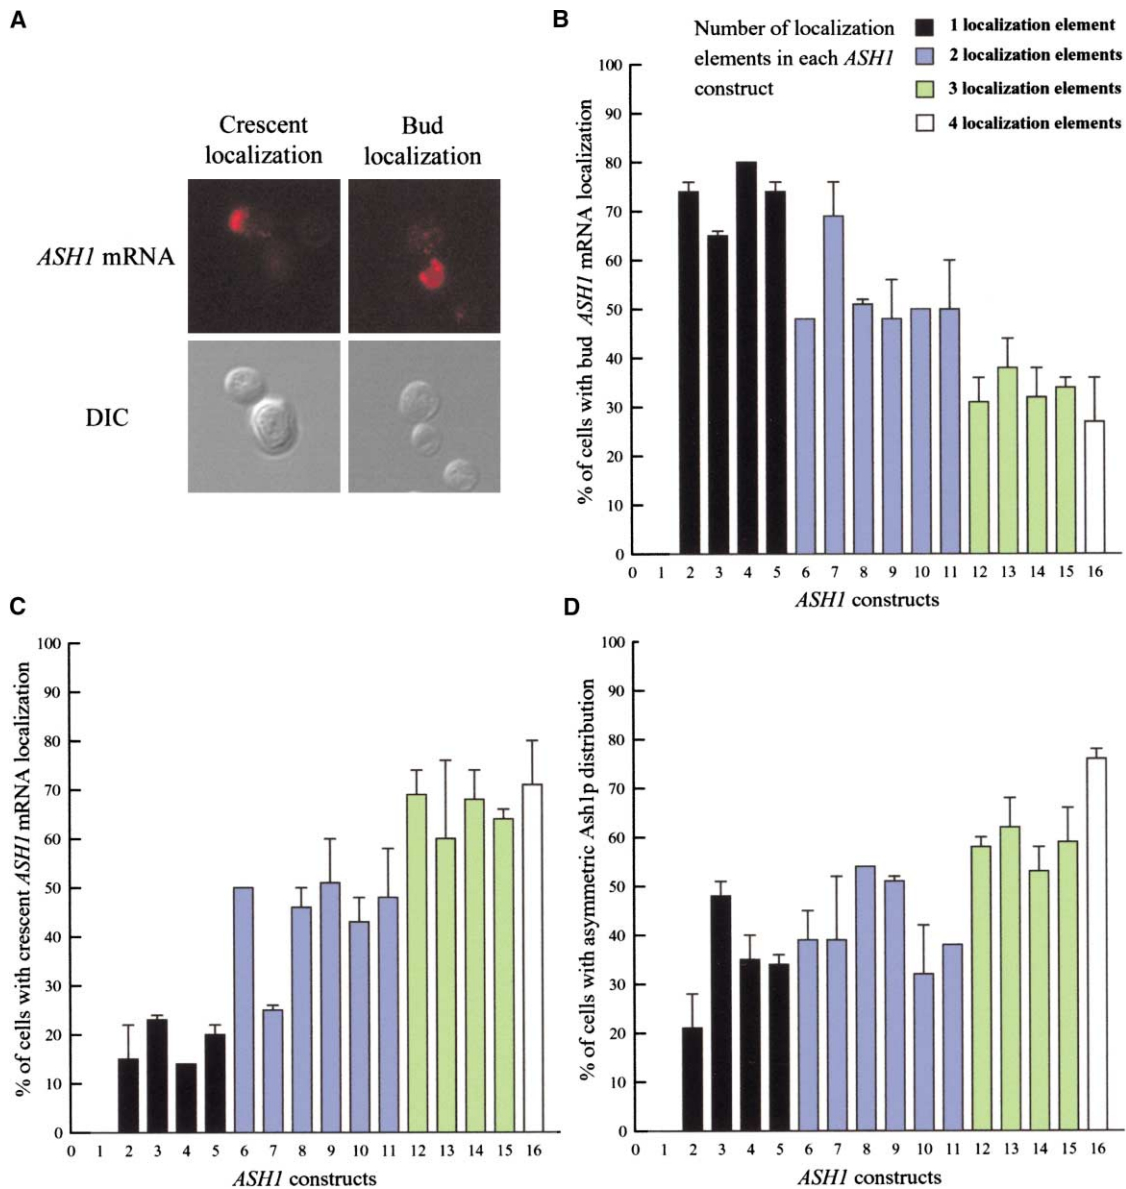 A
Crescent localization
Bud localization
ASH1 mRNA
DIC
B
Number of localization
elements in each ASH1
construct
1 localization element
2 localization elements
3 localization elements
4 localization elements
% of cells with bud ASH1 mRNA localization
100
90
80
70
60
50
40
30
20
10
0
0 1 2 3 4 5 6 7 8 9 10 11 12 13 14 15 16
ASH1 constructs
C
% of cells with crescent ASH1 mRNA localization
100
90
80
70
60
50
40
30
20
10
0
0 1 2 3 4 5 6 7 8 9 10 11 12 13 14 15 16
ASH1 constructs
D
% of cells with asymmetric Ash1p distribution
100
90
80
70
60
50
40
30
20
10
0
0 1 2 3 4 5 6 7 8 9 10 11 12 13 14 15 16
ASH1 constructs